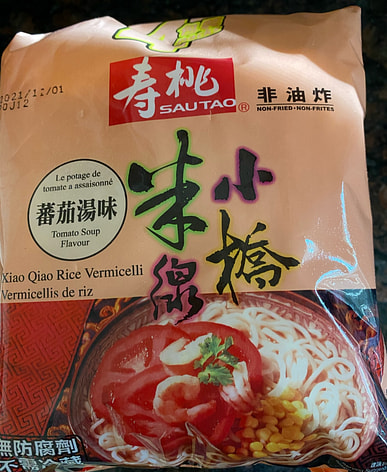 2021/12/01
壽桃
SAUTAO®
非油炸
NON-FRIED · NON-FRITES
Le potage de
tomate a assaisonné
蕃茄湯味
Tomato Soup
Flavour
小橋
米線
Xiao Qiao Rice Vermicelli
Vermicelles de riz
無防腐劑